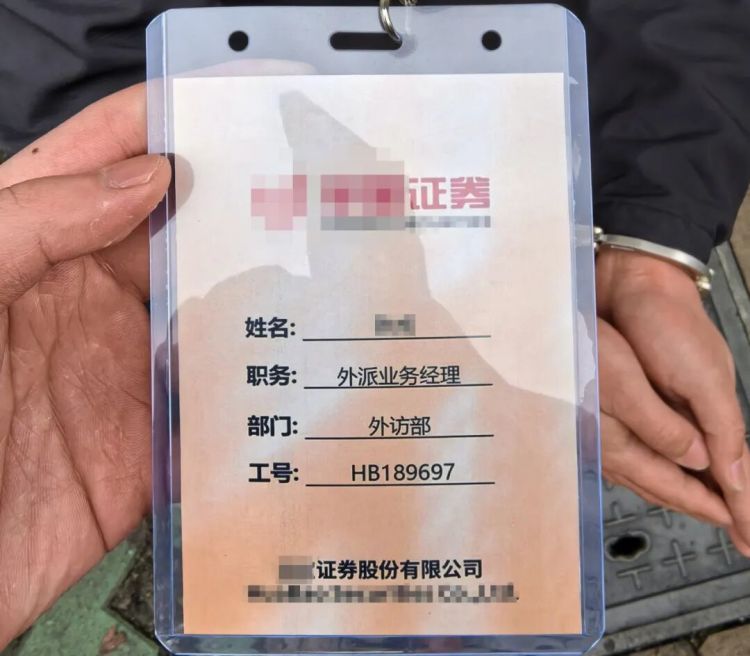 证券
姓名:
职务: 外派业务经理
部门: 外访部
工号: HB189697
证券股份有限公司